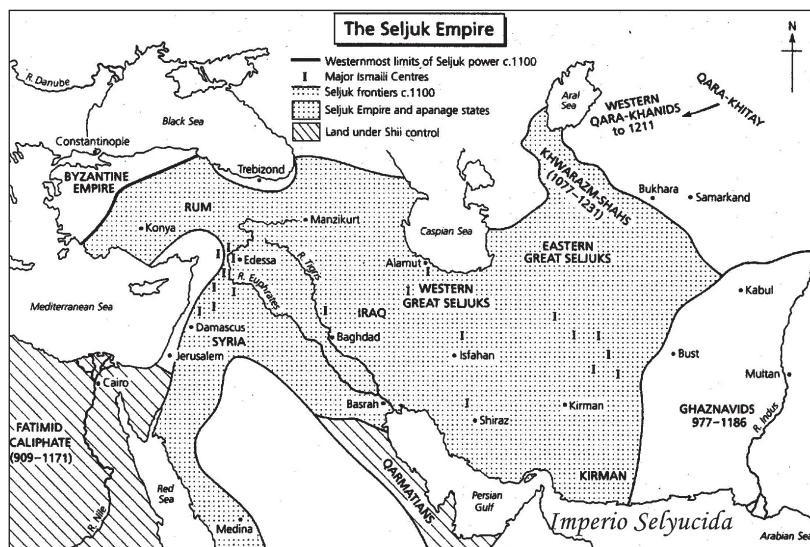 The Seljuk Empire
Westernmost limits of Seljuk power c.1100
I Major Ismaili Centres
Seljuk frontiers c.1100
Seljuk Empire and apanage states
Land under Shii control
N
R. Danube
Black Sea
Constantinople
BYZANTINE
EMPIRE
Trebizond
Aral
Sea
WESTERN
QARA-KHANIDS
to 1211
QARA-KHITAY
KHWARAZM-SHAHS
(1077–1231)
Bukhara
Samarkand
RUM
Konya
Manzikurt
Caspian Sea
EASTERN
GREAT SELJUKS
Edessa
R. Tigris
R. Euphrates
Alamut
WESTERN
GREAT SELJUKS
Kabul
Mediterranean Sea
IRAQ
Damascus
SYRIA
Baghdad
Jerusalem
Isfahan
Bust
Multan
Cairo
Basrah
Shiraz
Kirman
GHAZNAVIDS
977–1186
R. Indus
FATIMID
CALIPHATE
(909–1171)
QARMATIANS
KIRMAN
Red
Sea
R. Nile
Medina
Persian
Gulf
Imperio Selyucida
Arabian Sea